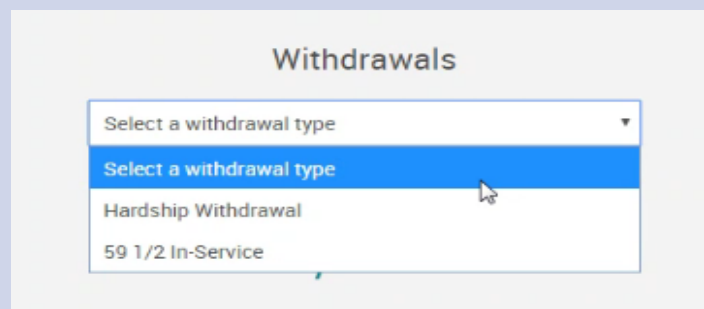 Withdrawals
Select a withdrawal type
Select a withdrawal type
Hardship Withdrawal
59 1/2 In-Service